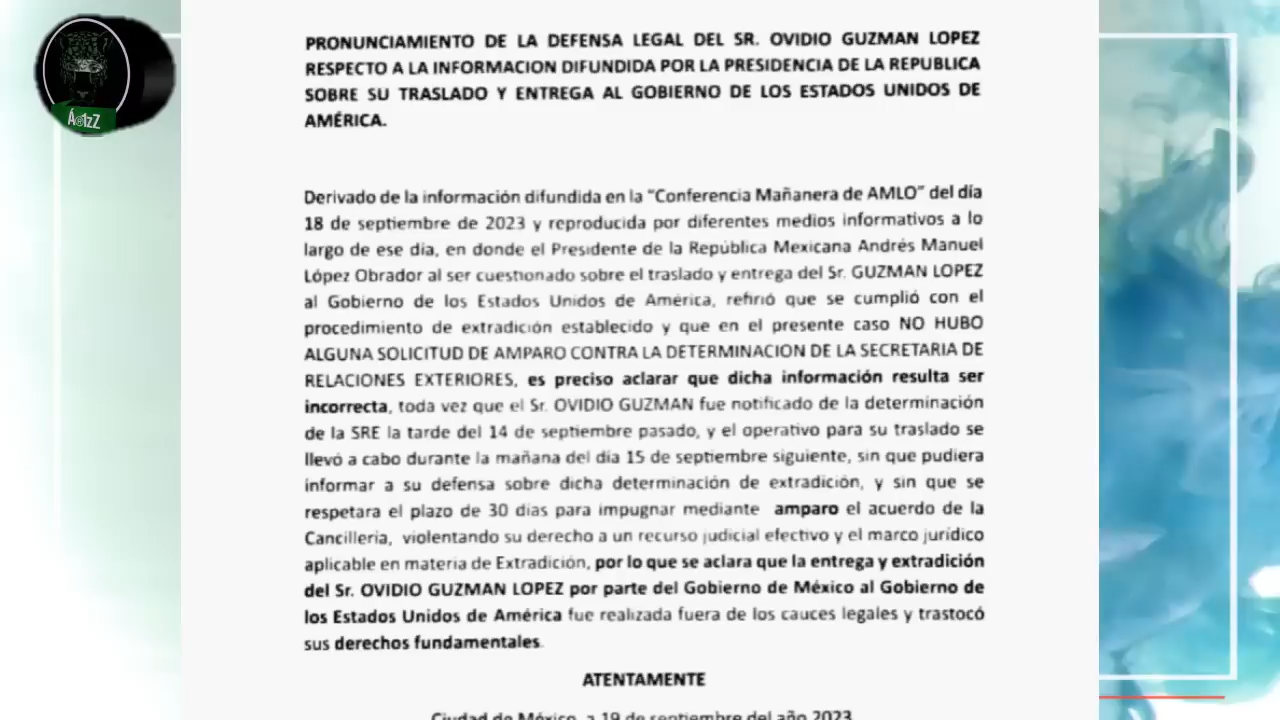 PRONUNCIAMIENTO DE LA DEFENSA LEGAL DEL SR. OVIDIO GUZMAN LOPEZ
RESPECTO A LA INFORMACION DIFUNDIDA POR LA PRESIDENCIA DE LA REPUBLICA
SOBRE SU TRASLADO Y ENTREGA AL GOBIERNO DE LOS ESTADOS UNIDOS DE
AMÉRICA.
Derivado de la información difundida en la "Conferencia Mañanera de AMLO" del día
18 de septiembre de 2023 y reproducida por diferentes medios informativos a lo
largo de ese día, en donde el Presidente de la República Mexicana Andrés Manuel
López Obrador al ser cuestionado sobre el traslado y entrega del Sr. GUZMAN LOPEZ
al Gobierno de los Estados Unidos de América, refirió que se cumplió con el
procedimiento de extradición establecido y que en el presente caso NO HUBO
ALGUNA SOLICITUD DE AMPARO CONTRA LA DETERMINACION DE LA SECRETARIA DE
RELACIONES EXTERIORES, es preciso aclarar que dicha información resulta ser
incorrecta, toda vez que el Sr. OVIDIO GUZMAN fue notificado de la determinación
de la SRE la tarde del 14 de septiembre pasado, y el operativo para su traslado se
llevó a cabo durante la mañana del día 15 de septiembre siguiente, sin que pudiera
informar a su defensa sobre dicha determinación de extradición, y sin que se
respetara el plazo de 30 días para impugnar mediante amparo el acuerdo de la
Cancillería, violentando su derecho a un recurso judicial efectivo y el marco jurídico
aplicable en materia de Extradición, por lo que se aclara que la entrega y extradición
del Sr. OVIDIO GUZMAN LOPEZ por parte del Gobierno de México al Gobierno de
los Estados Unidos de América fue realizada fuera de los cauces legales y trastocó
sus derechos fundamentales.
ATENTAMENTE
Ciudad de México, a 19 de septiembre del año 2023